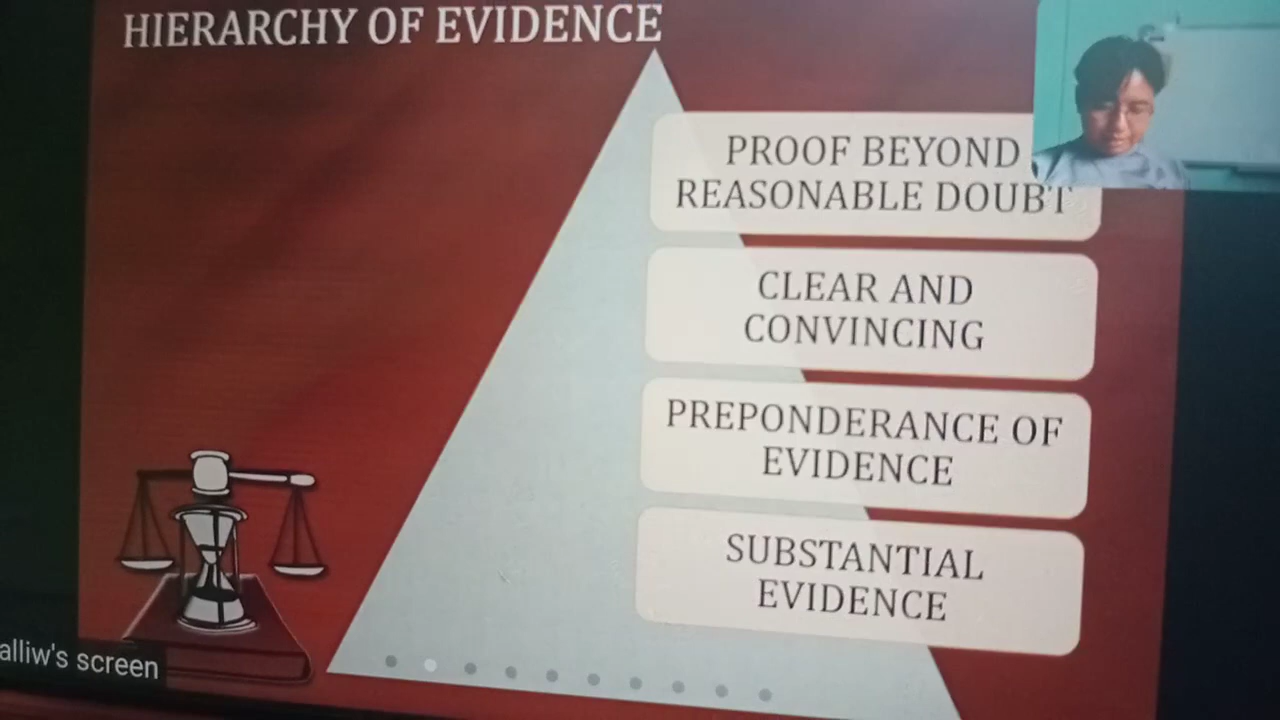 HIERARCHY OF EVIDENCE
PROOF BEYOND
REASONABLE DOUBT
CLEAR AND
CONVINCING
PREPONDERANCE OF
EVIDENCE
SUBSTANTIAL
EVIDENCE
alliw's screen